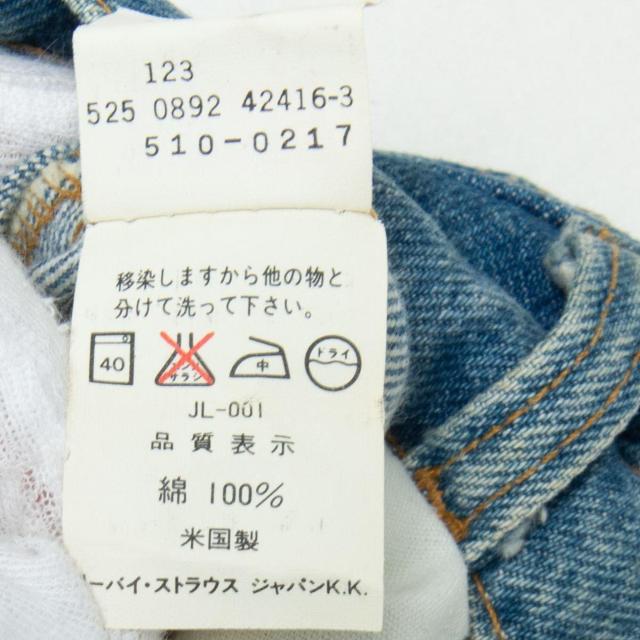 123
525 0892 42416-3
510-0217
移染しますから他の物と
分けて洗って下さい。
40 サラシ 中 ドライ
JL-001
品質表示
綿 100%
米国製
ーバイ・ストラウス ジャパンK.K.